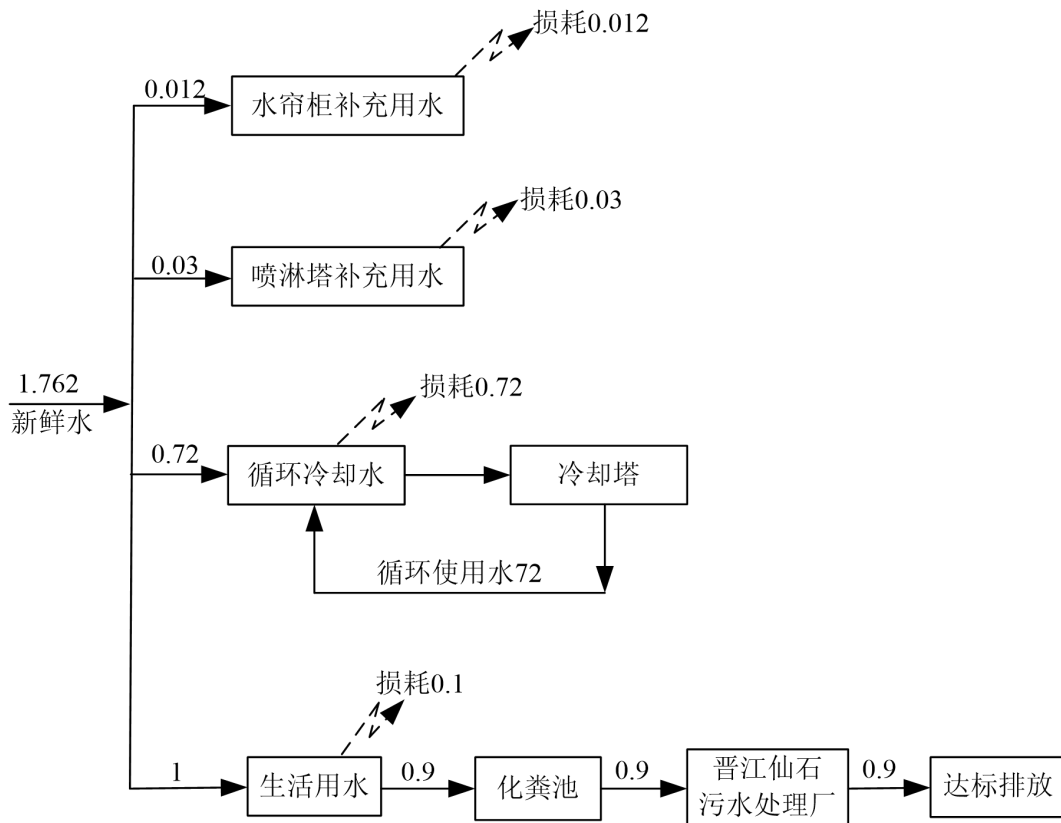 损耗0.012
0.012
水帘柜补充用水
损耗0.03
0.03
喷淋塔补充用水
1.762
新鲜水
损耗0.72
0.72
循环冷却水
冷却塔
循环使用水72
损耗0.1
1
生活用水
0.9
化粪池
0.9
晋江仙石
污水处理厂
0.9
达标排放